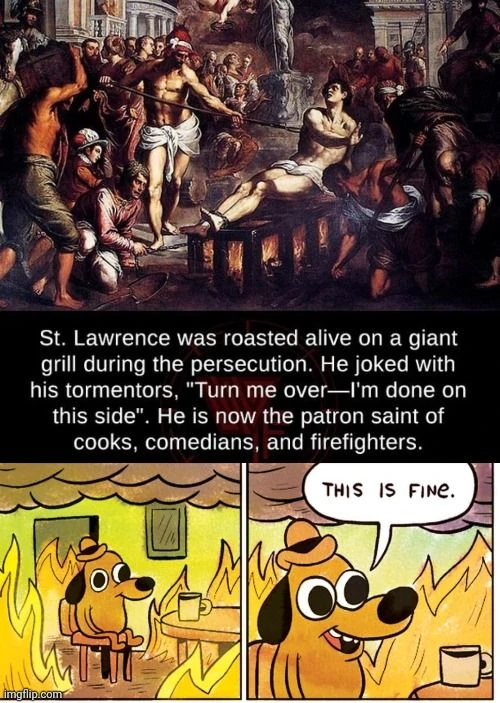 St. Lawrence was roasted alive on a giant
grill during the persecution. He joked with
his tormentors, "Turn me over—I'm done on
this side". He is now the patron saint of
cooks, comedians, and firefighters.
THIS IS FINE.
imgflip.com